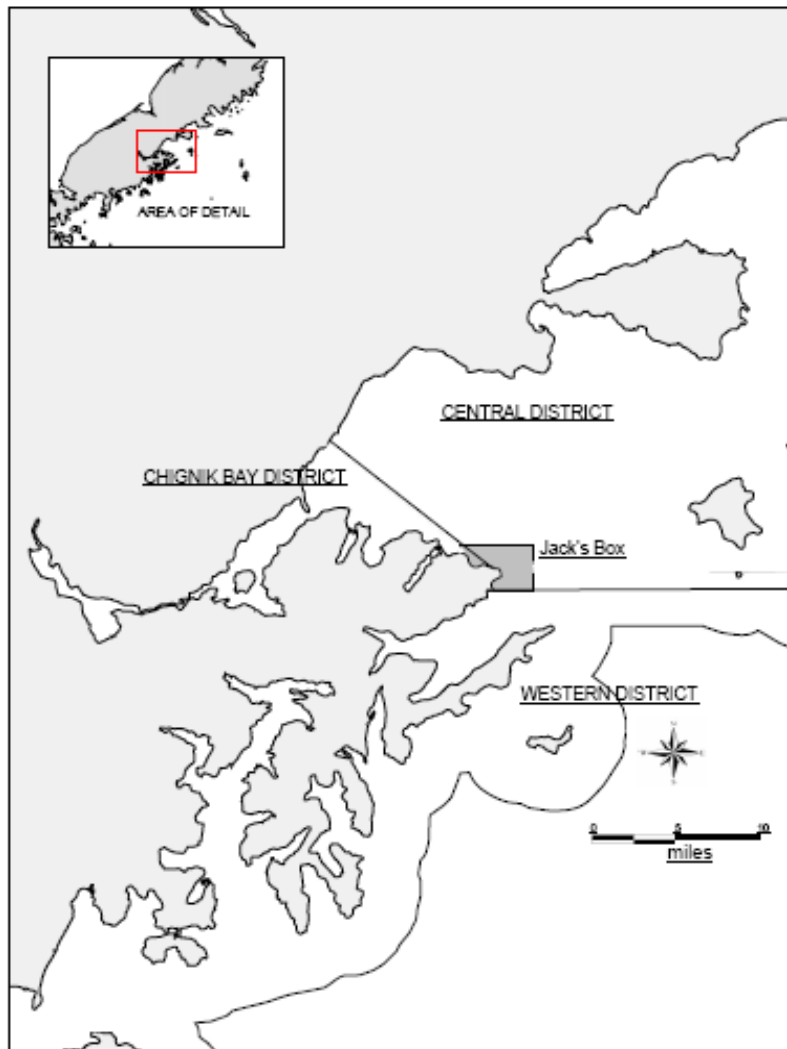 AREA OF DETAIL
CENTRAL DISTRICT
CHIGNIK BAY DISTRICT
Jack's Box
WESTERN DISTRICT
N
W
E
S
0 5 10
miles